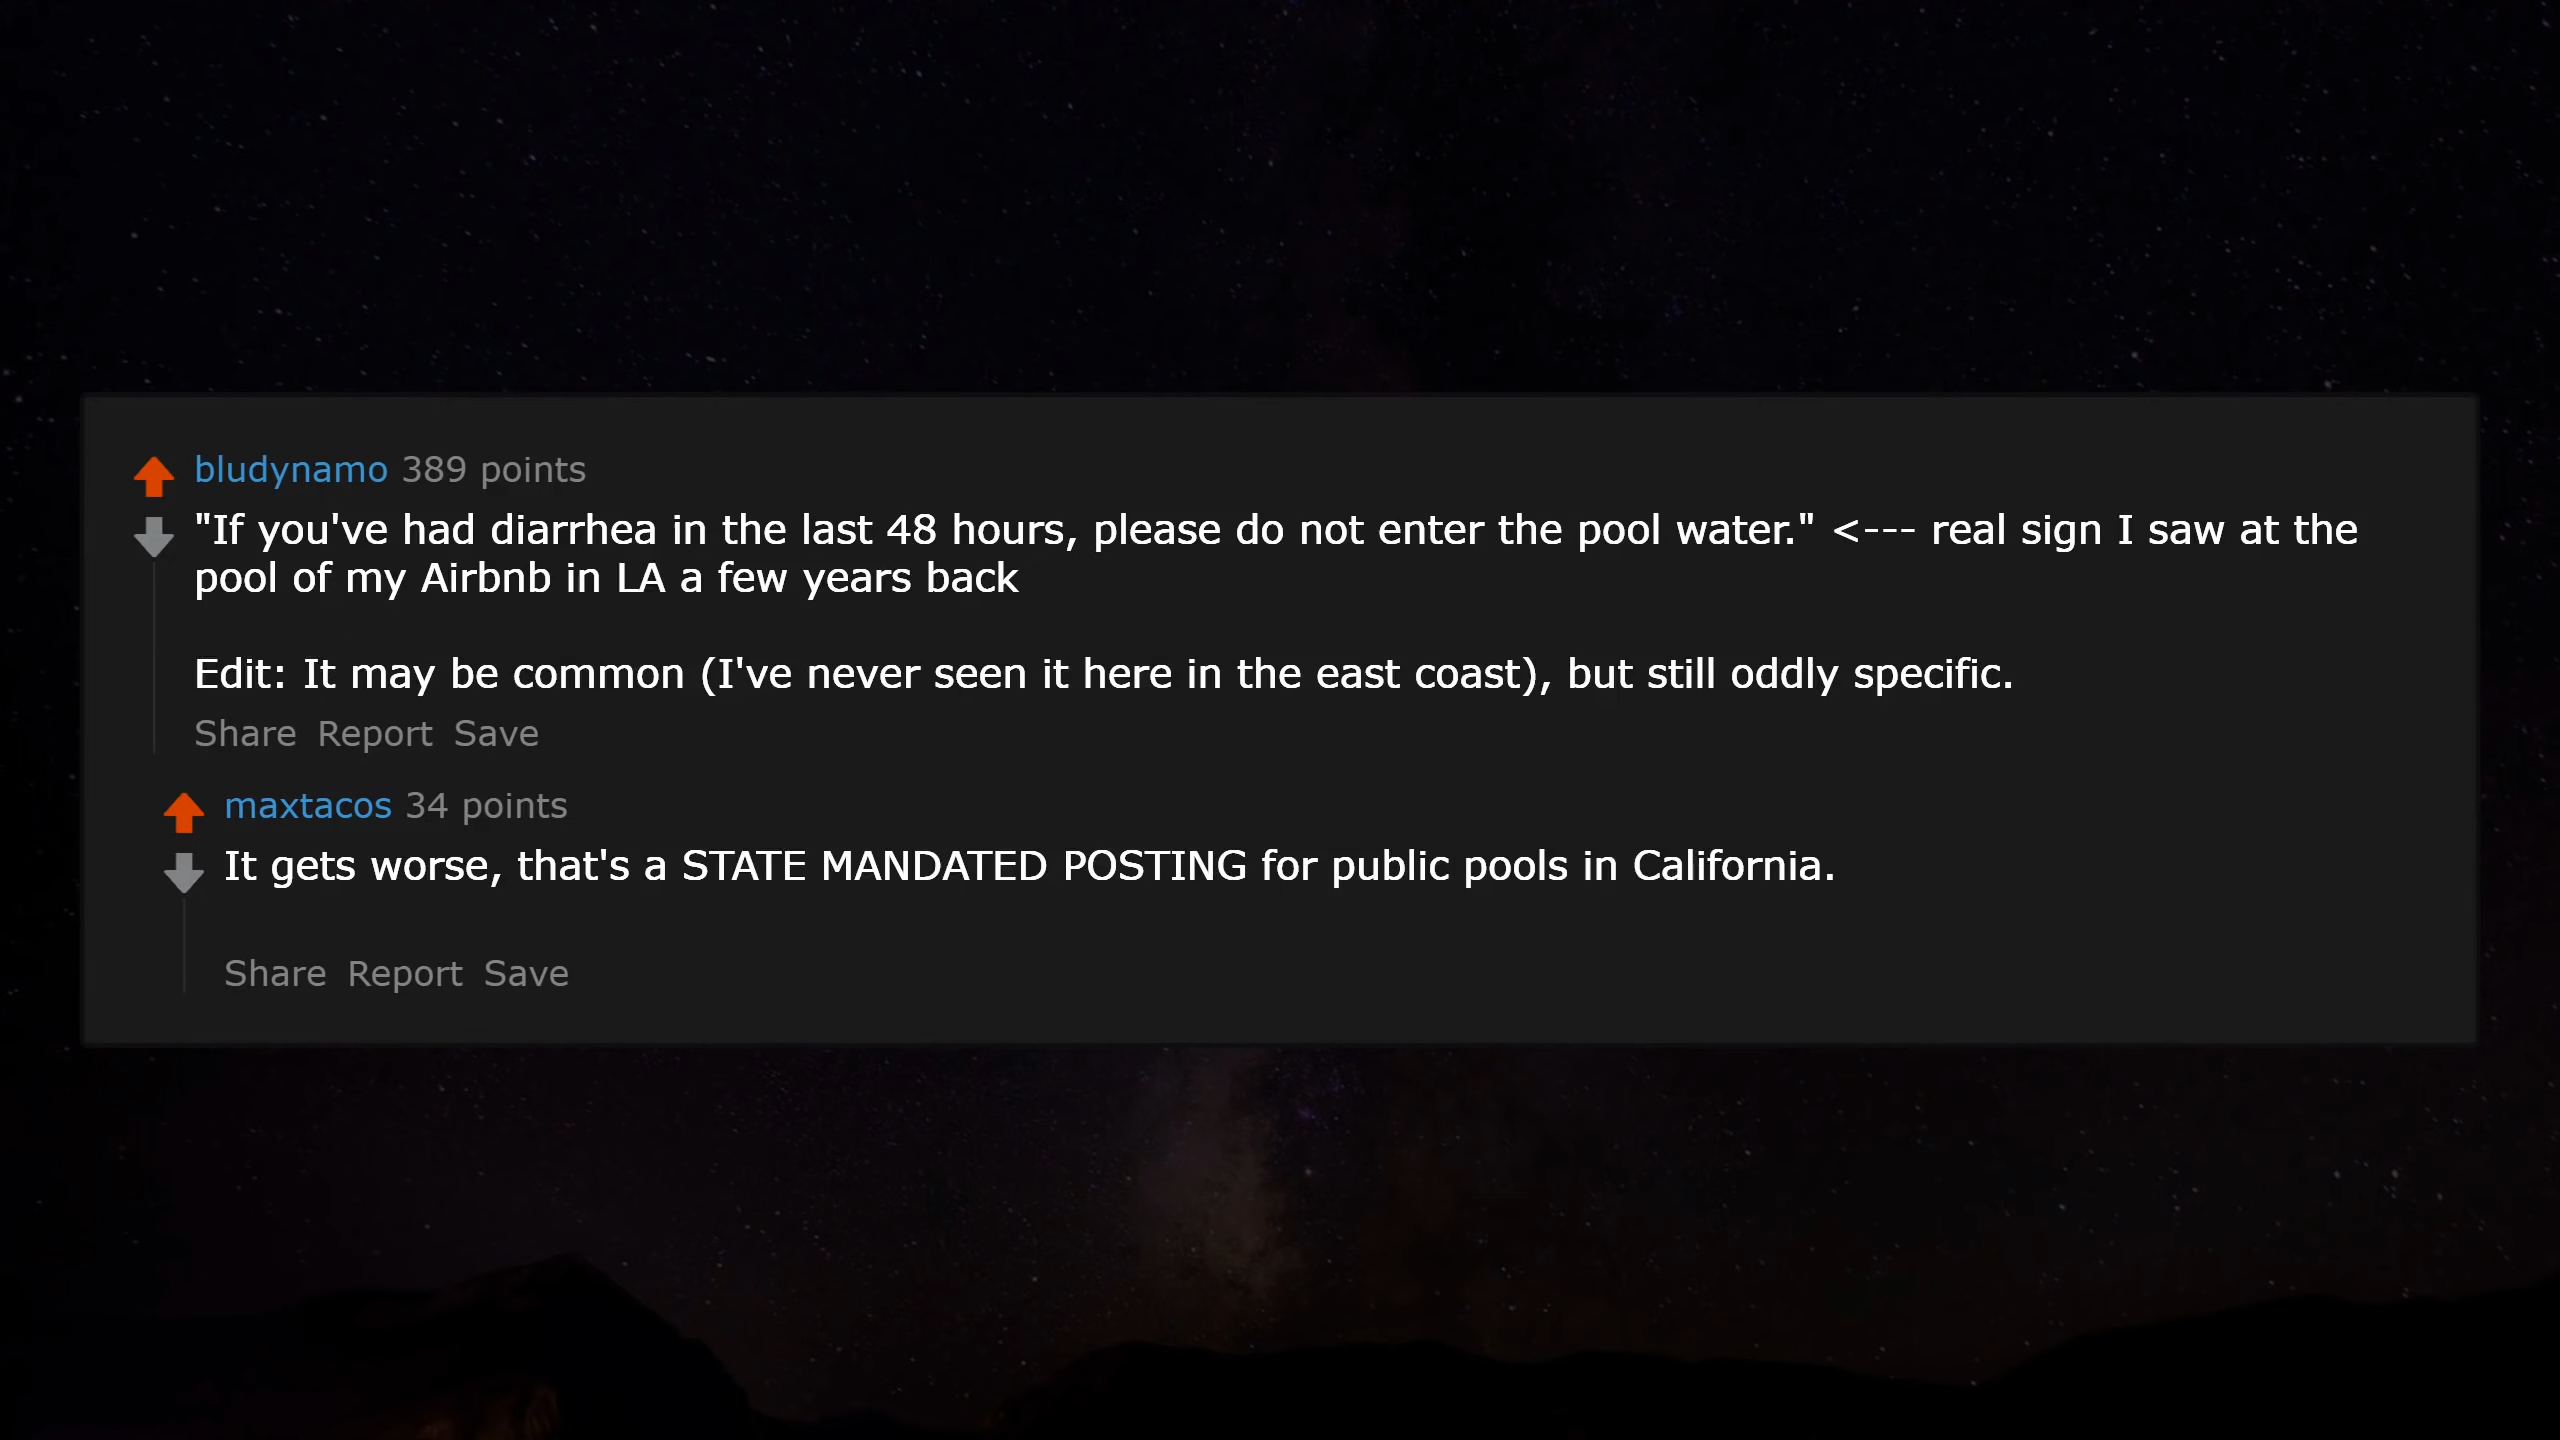 bludynamo 389 points
"If you've had diarrhea in the last 48 hours, please do not enter the pool water." <--- real sign I saw at the
pool of my Airbnb in LA a few years back
Edit: It may be common (I've never seen it here in the east coast), but still oddly specific.
Share Report Save
maxtacos 34 points
It gets worse, that's a STATE MANDATED POSTING for public pools in California.
Share Report Save